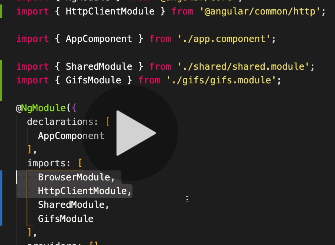 import { HttpClientModule } from '@angular/common/http';
import { AppComponent } from './app.component';
import { SharedModule } from './shared/shared.module';
import { GifsModule } from './gifs/gifs.module';
@NgModule({
declarations: [
AppComponent
],
imports: [
BrowserModule,
HttpClientModule,
SharedModule,
GifsModule
],